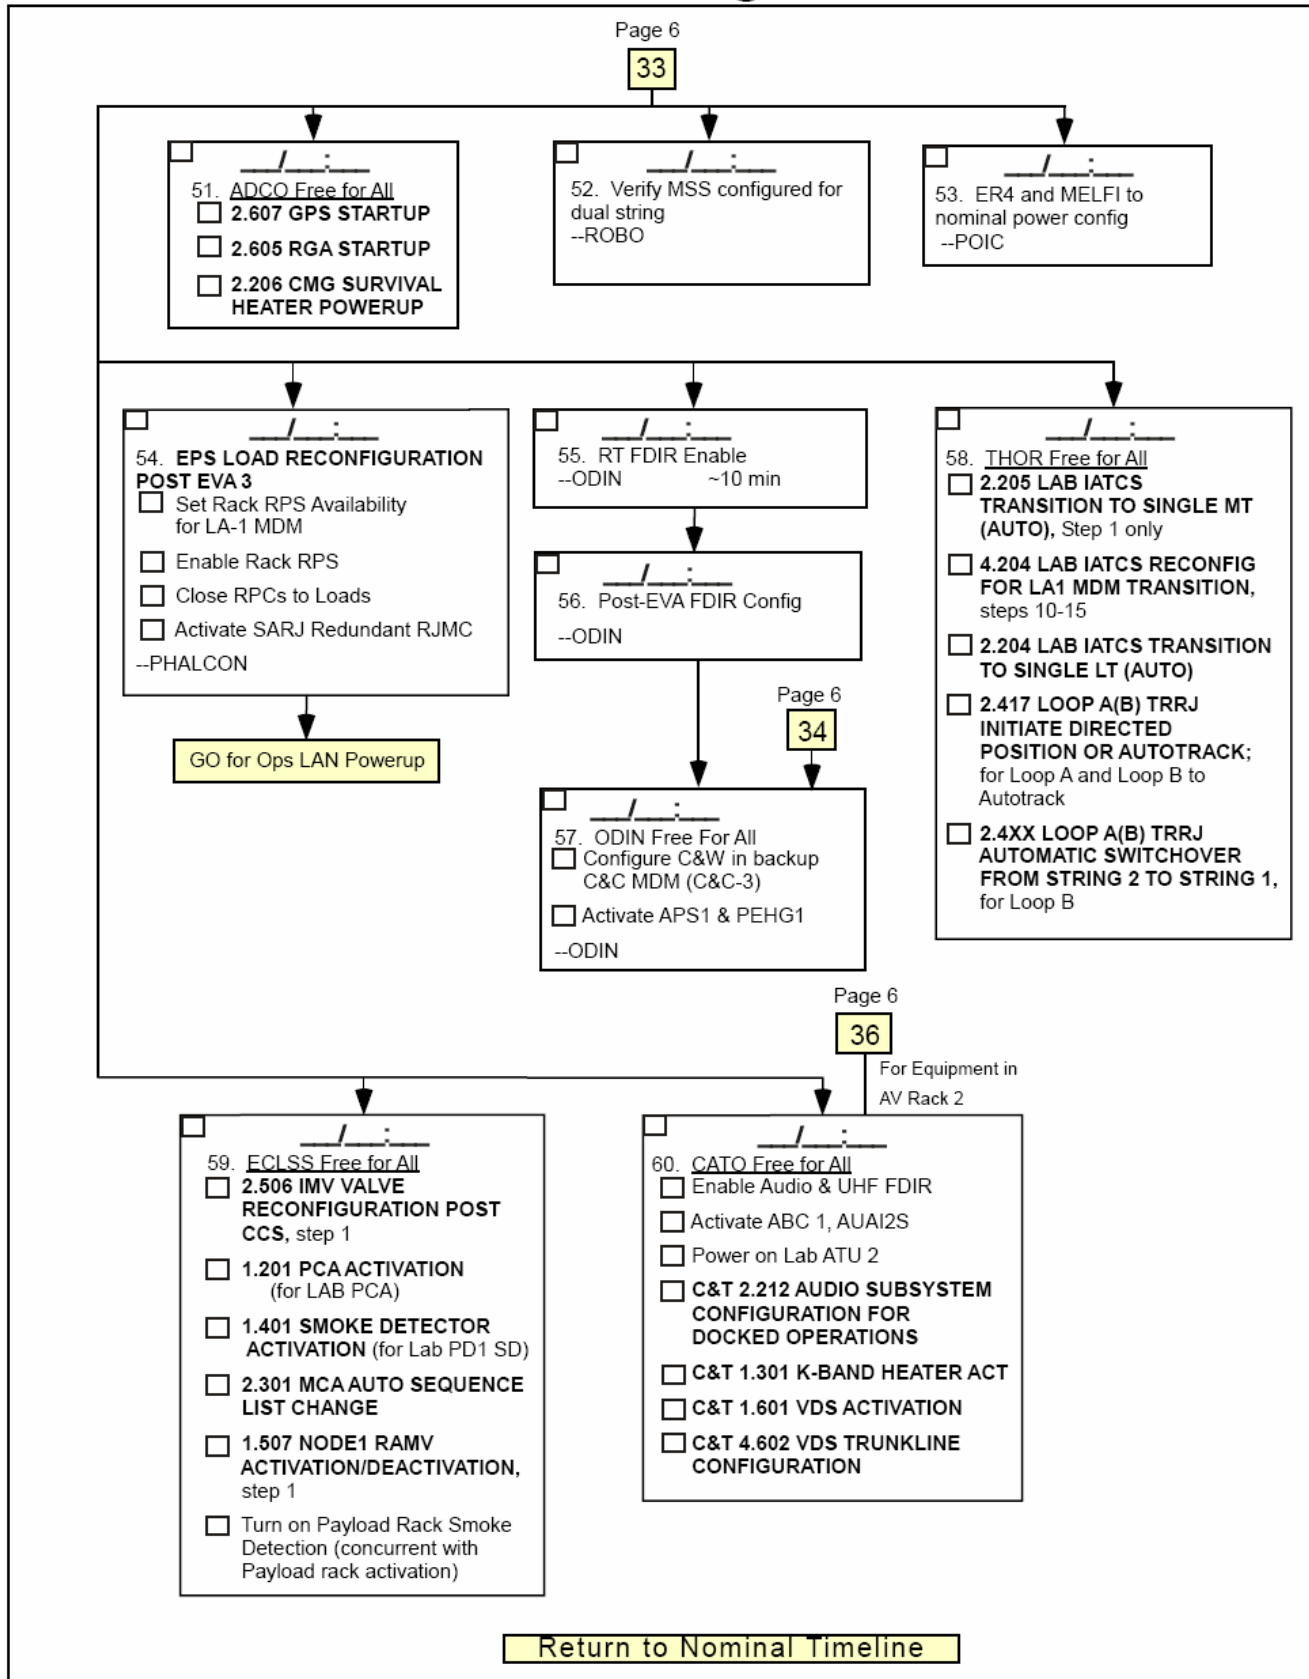 Page 6
33
___/___:___
51. ADCO Free for All
2.607 GPS STARTUP
2.605 RGA STARTUP
2.206 CMG SURVIVAL
HEATER POWERUP
___/___:___
52. Verify MSS configured for
dual string
--ROBO
___/___:___
53. ER4 and MELFI to
nominal power config
--POIC
___/___:___
54. EPS LOAD RECONFIGURATION
POST EVA 3
Set Rack RPS Availability
for LA-1 MDM
Enable Rack RPS
Close RPCs to Loads
Activate SARJ Redundant RJMC
--PHALCON
GO for Ops LAN Powerup
___/___:___
55. RT FDIR Enable
--ODIN ~10 min
___/___:___
56. Post-EVA FDIR Config
--ODIN
Page 6
34
___/___:___
57. ODIN Free For All
Configure C&W in backup
C&C MDM (C&C-3)
Activate APS1 & PEHG1
--ODIN
___/___:___
58. THOR Free for All
2.205 LAB IATCS
TRANSITION TO SINGLE MT
(AUTO), Step 1 only
4.204 LAB IATCS RECONFIG
FOR LA1 MDM TRANSITION,
steps 10-15
2.204 LAB IATCS TRANSITION
TO SINGLE LT (AUTO)
2.417 LOOP A(B) TRRJ
INITIATE DIRECTED
POSITION OR AUTOTRACK;
for Loop A and Loop B to
Autotrack
2.4XX LOOP A(B) TRRJ
AUTOMATIC SWITCHOVER
FROM STRING 2 TO STRING 1,
for Loop B
___/___:___
59. ECLSS Free for All
2.506 IMV VALVE
RECONFIGURATION POST
CCS, step 1
1.201 PCA ACTIVATION
(for LAB PCA)
1.401 SMOKE DETECTOR
ACTIVATION (for Lab PD1 SD)
2.301 MCA AUTO SEQUENCE
LIST CHANGE
1.507 NODE1 RAMV
ACTIVATION/DEACTIVATION,
step 1
Turn on Payload Rack Smoke
Detection (concurrent with
Payload rack activation)
Page 6
36
For Equipment in
AV Rack 2
___/___:___
60. CATO Free for All
Enable Audio & UHF FDIR
Activate ABC 1, AUAI2S
Power on Lab ATU 2
C&T 2.212 AUDIO SUBSYSTEM
CONFIGURATION FOR
DOCKED OPERATIONS
C&T 1.301 K-BAND HEATER ACT
C&T 1.601 VDS ACTIVATION
C&T 4.602 VDS TRUNKLINE
CONFIGURATION
Return to Nominal Timeline